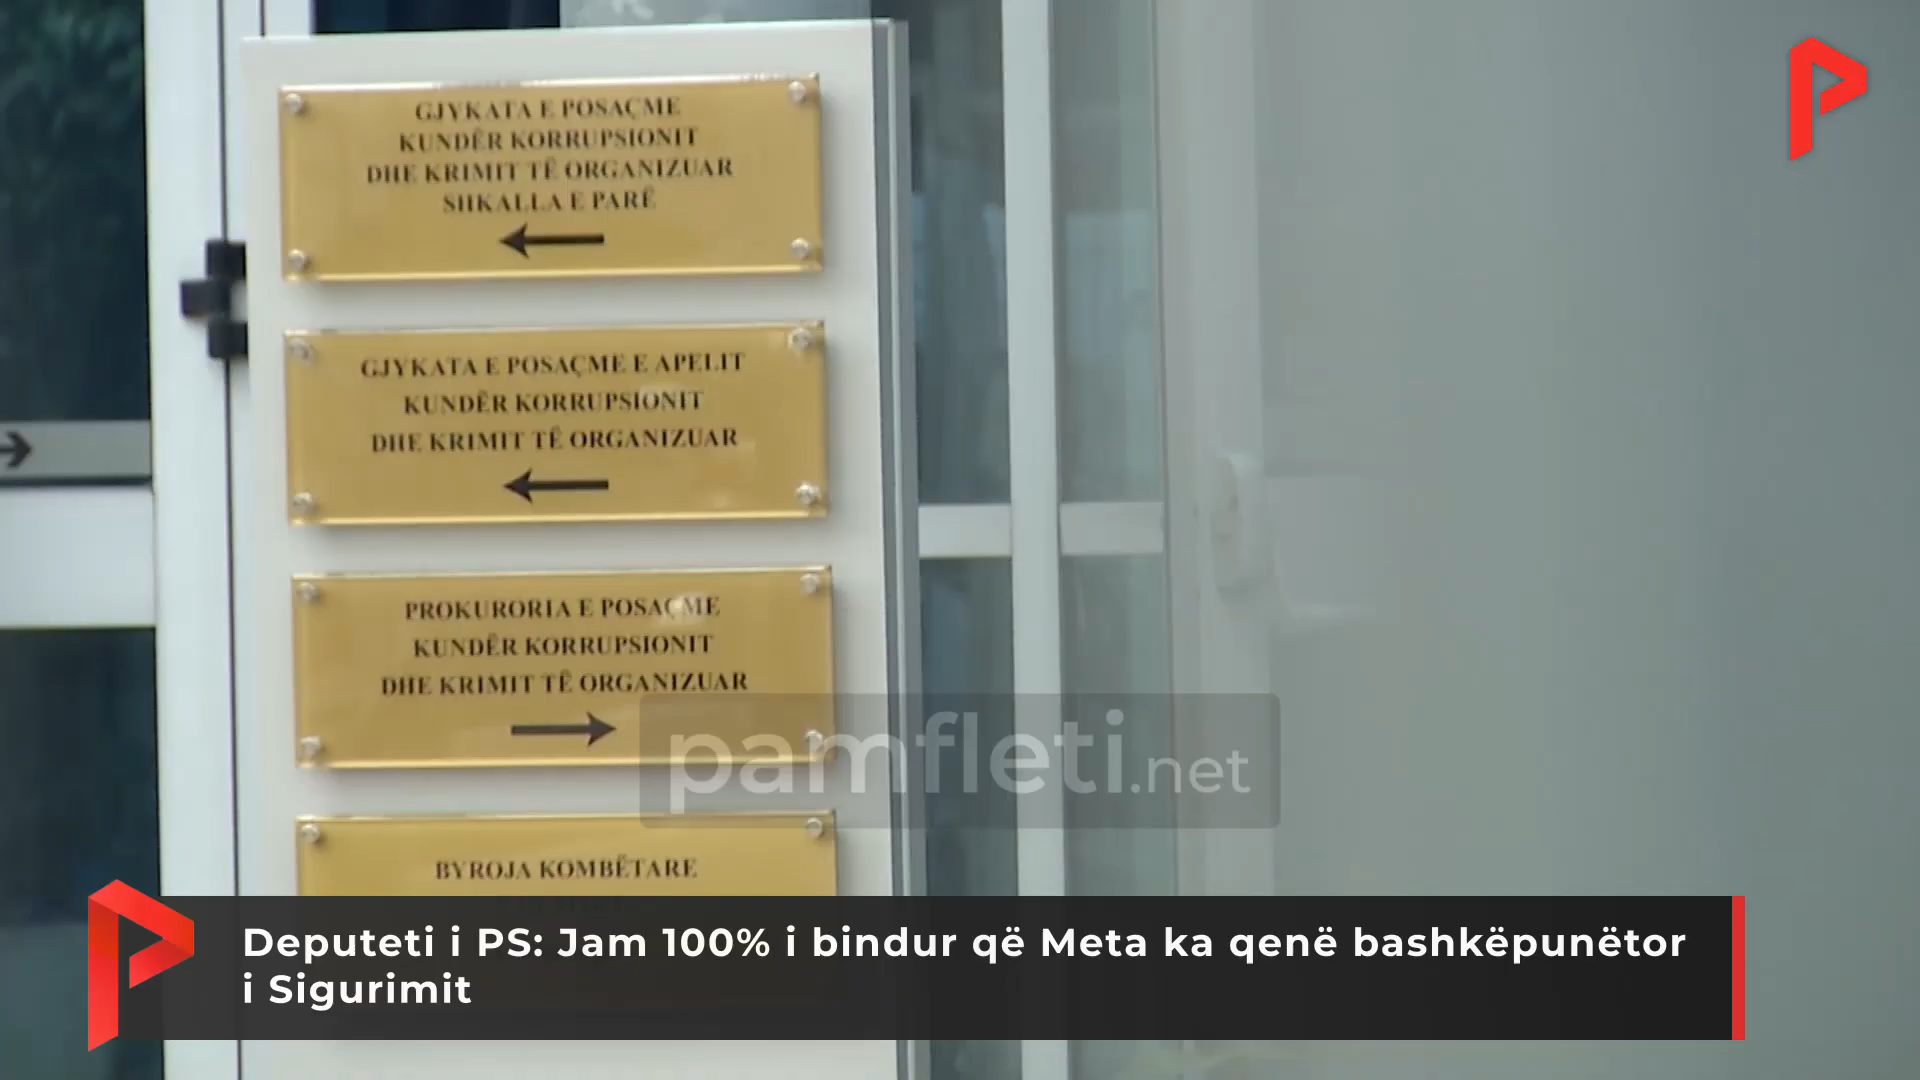 GJYKATA E POSAÇME
KUNDËR KORRUPSIONIT
DHE KRIMIT TË ORGANIZUAR
SHKALLA E PARË
GJYKATA E POSAÇME E APELIT
KUNDËR KORRUPSIONIT
DHE KRIMIT TË ORGANIZUAR
PROKURORIA E POSAÇME
KUNDËR KORRUPSIONIT
DHE KRIMIT TË ORGANIZUAR
pamfleti.net
BYROJA KOMBËTARE
Deputeti i PS: Jam 100% i bindur që Meta ka qenë bashkëpunëtor
i Sigurimit